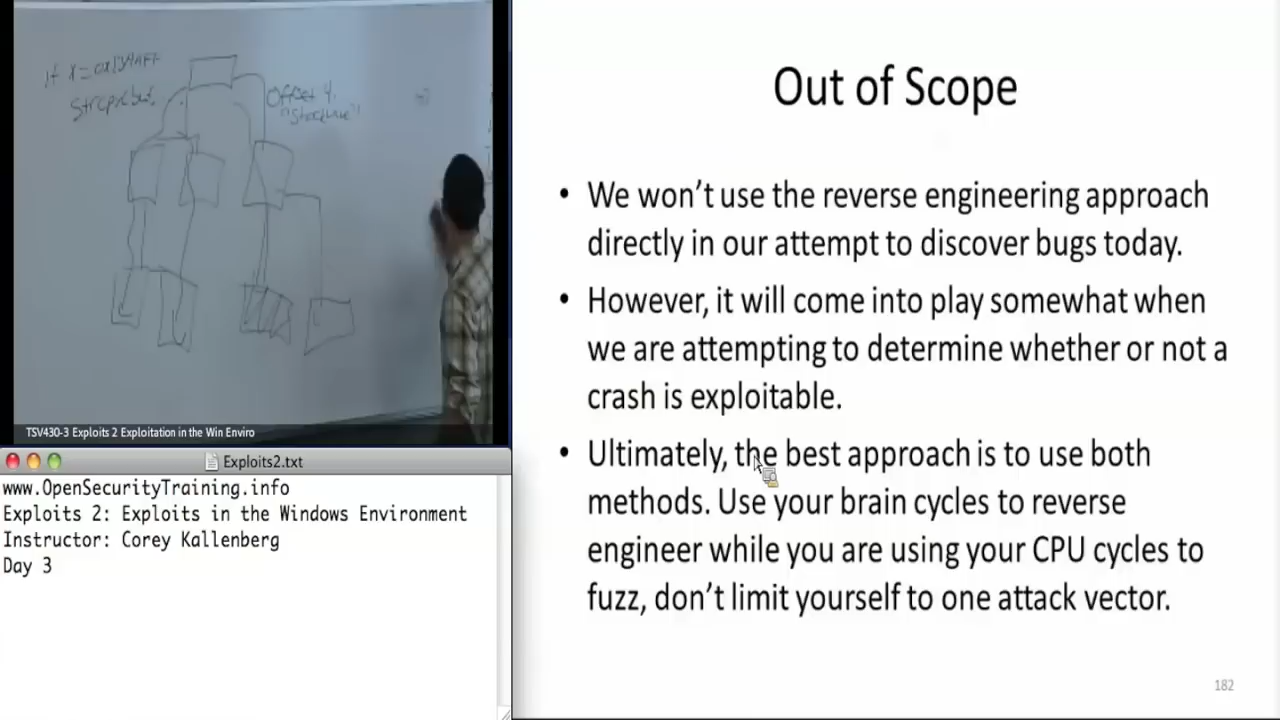 If x =
Offset 4,
TSV430-3 Exploits 2 Exploitation in the Win Enviro
Exploits2.txt
www.OpenSecurityTraining.info
Exploits 2: Exploits in the Windows Environment
Instructor: Corey Kallenberg
Day 3
Out of Scope
• We won't use the reverse engineering approach
directly in our attempt to discover bugs today.
• However, it will come into play somewhat when
we are attempting to determine whether or not a
crash is exploitable.
• Ultimately, the best approach is to use both
methods. Use your brain cycles to reverse
engineer while you are using your CPU cycles to
fuzz, don't limit yourself to one attack vector.
182